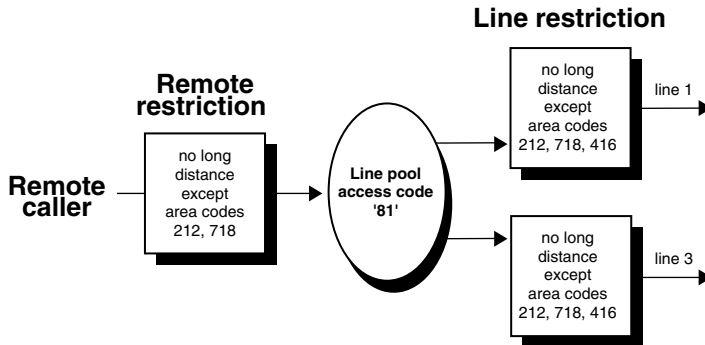 Line restriction
Remote
restriction
Remote
caller
no long
distance
except
area codes
212, 718
Line pool
access code
'81'
no long
distance
except
area codes
212, 718, 416
line 1
no long
distance
except
area codes
212, 718, 416
line 3